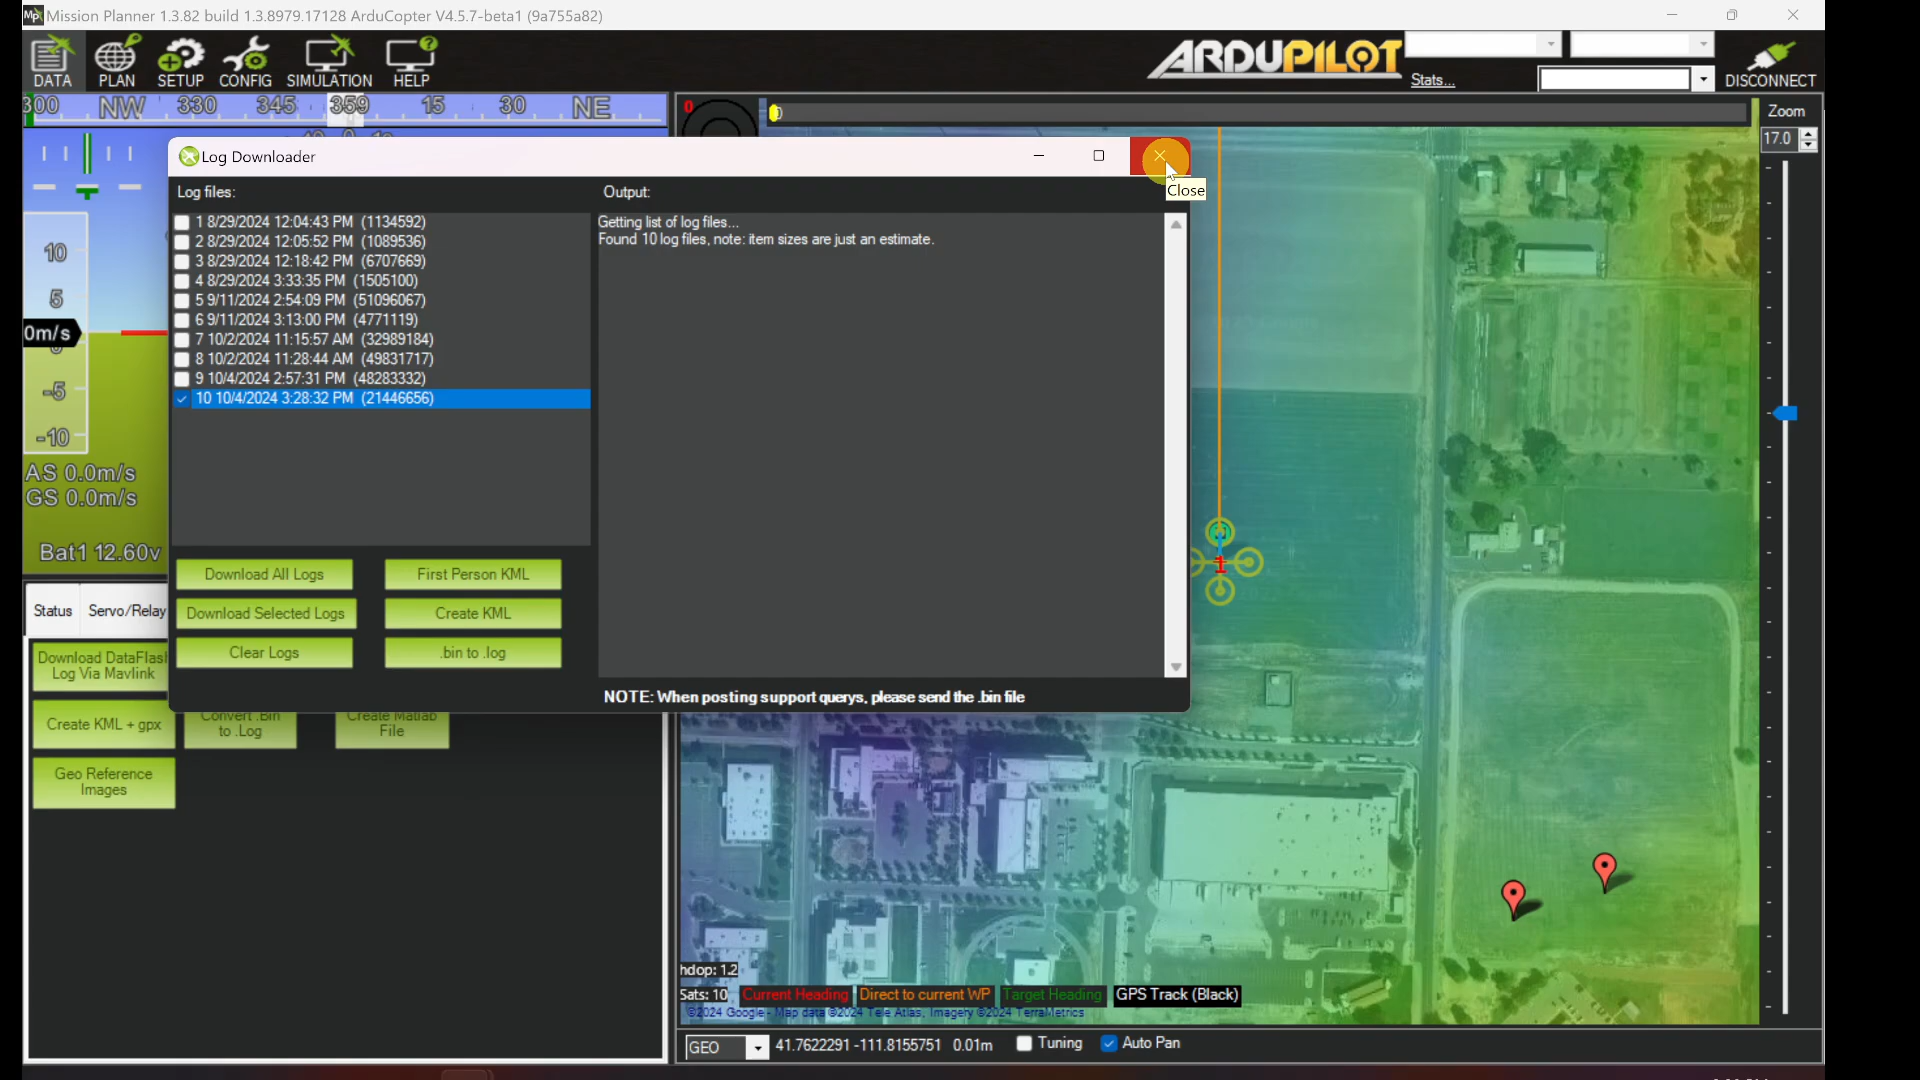 Mission Planner 1.3.82 build 1.3.8979.17128 ArduCopter V4.5.7-beta1 (9a755a82)
DATA PLAN SETUP CONFIG SIMULATION HELP
ARDUPILOT
Stats...
DISCONNECT
300 NW 330 345 359 15 30 NE
0
Zoom
17.0
Log Downloader
Close
Log files:
Output:
1 8/29/2024 12:04:43 PM (1134592)
2 8/29/2024 12:05:52 PM (1089536)
3 8/29/2024 12:18:42 PM (6707669)
4 8/29/2024 3:33:35 PM (1505100)
5 9/11/2024 2:54:09 PM (51096067)
6 9/11/2024 3:13:00 PM (4771119)
7 10/2/2024 11:15:57 AM (32989184)
8 10/2/2024 11:28:44 AM (49831717)
9 10/4/2024 2:57:31 PM (48283332)
10 10/4/2024 3:28:32 PM (21446656)
Getting list of log files...
Found 10 log files, note: item sizes are just an estimate.
10
5
0m/s
-5
-10
AS 0.0m/s
GS 0.0m/s
Bat1 12.60v
Download All Logs
First Person KML
Download Selected Logs
Create KML
Clear Logs
.bin to .log
NOTE: When posting support querys, please send the .bin file
Status Servo/Relay
Download DataFlash
Log Via Mavlink
Create KML + gpx
Convert .Bin
to .Log
Create Matlab
File
Geo Reference
Images
1
hdop: 1.2
Sats: 10
Current Heading Direct to current WP Target Heading GPS Track (Black)
©2024 Google - Map data ©2024 Tele Atlas, Imagery ©2024 TerraMetrics
GEO 41.7622291 -111.8155751 0.01m Tuning Auto Pan